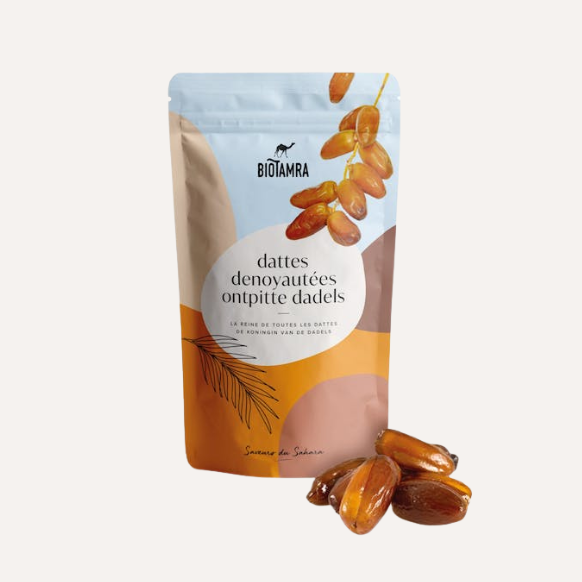 BIOTAMRA
dattes
denoyautées
ontpitte dadels
LA REINE DE TOUTES LES DATTES
DE KONINGIN VAN DE DADELS
Saveurs du Sahara